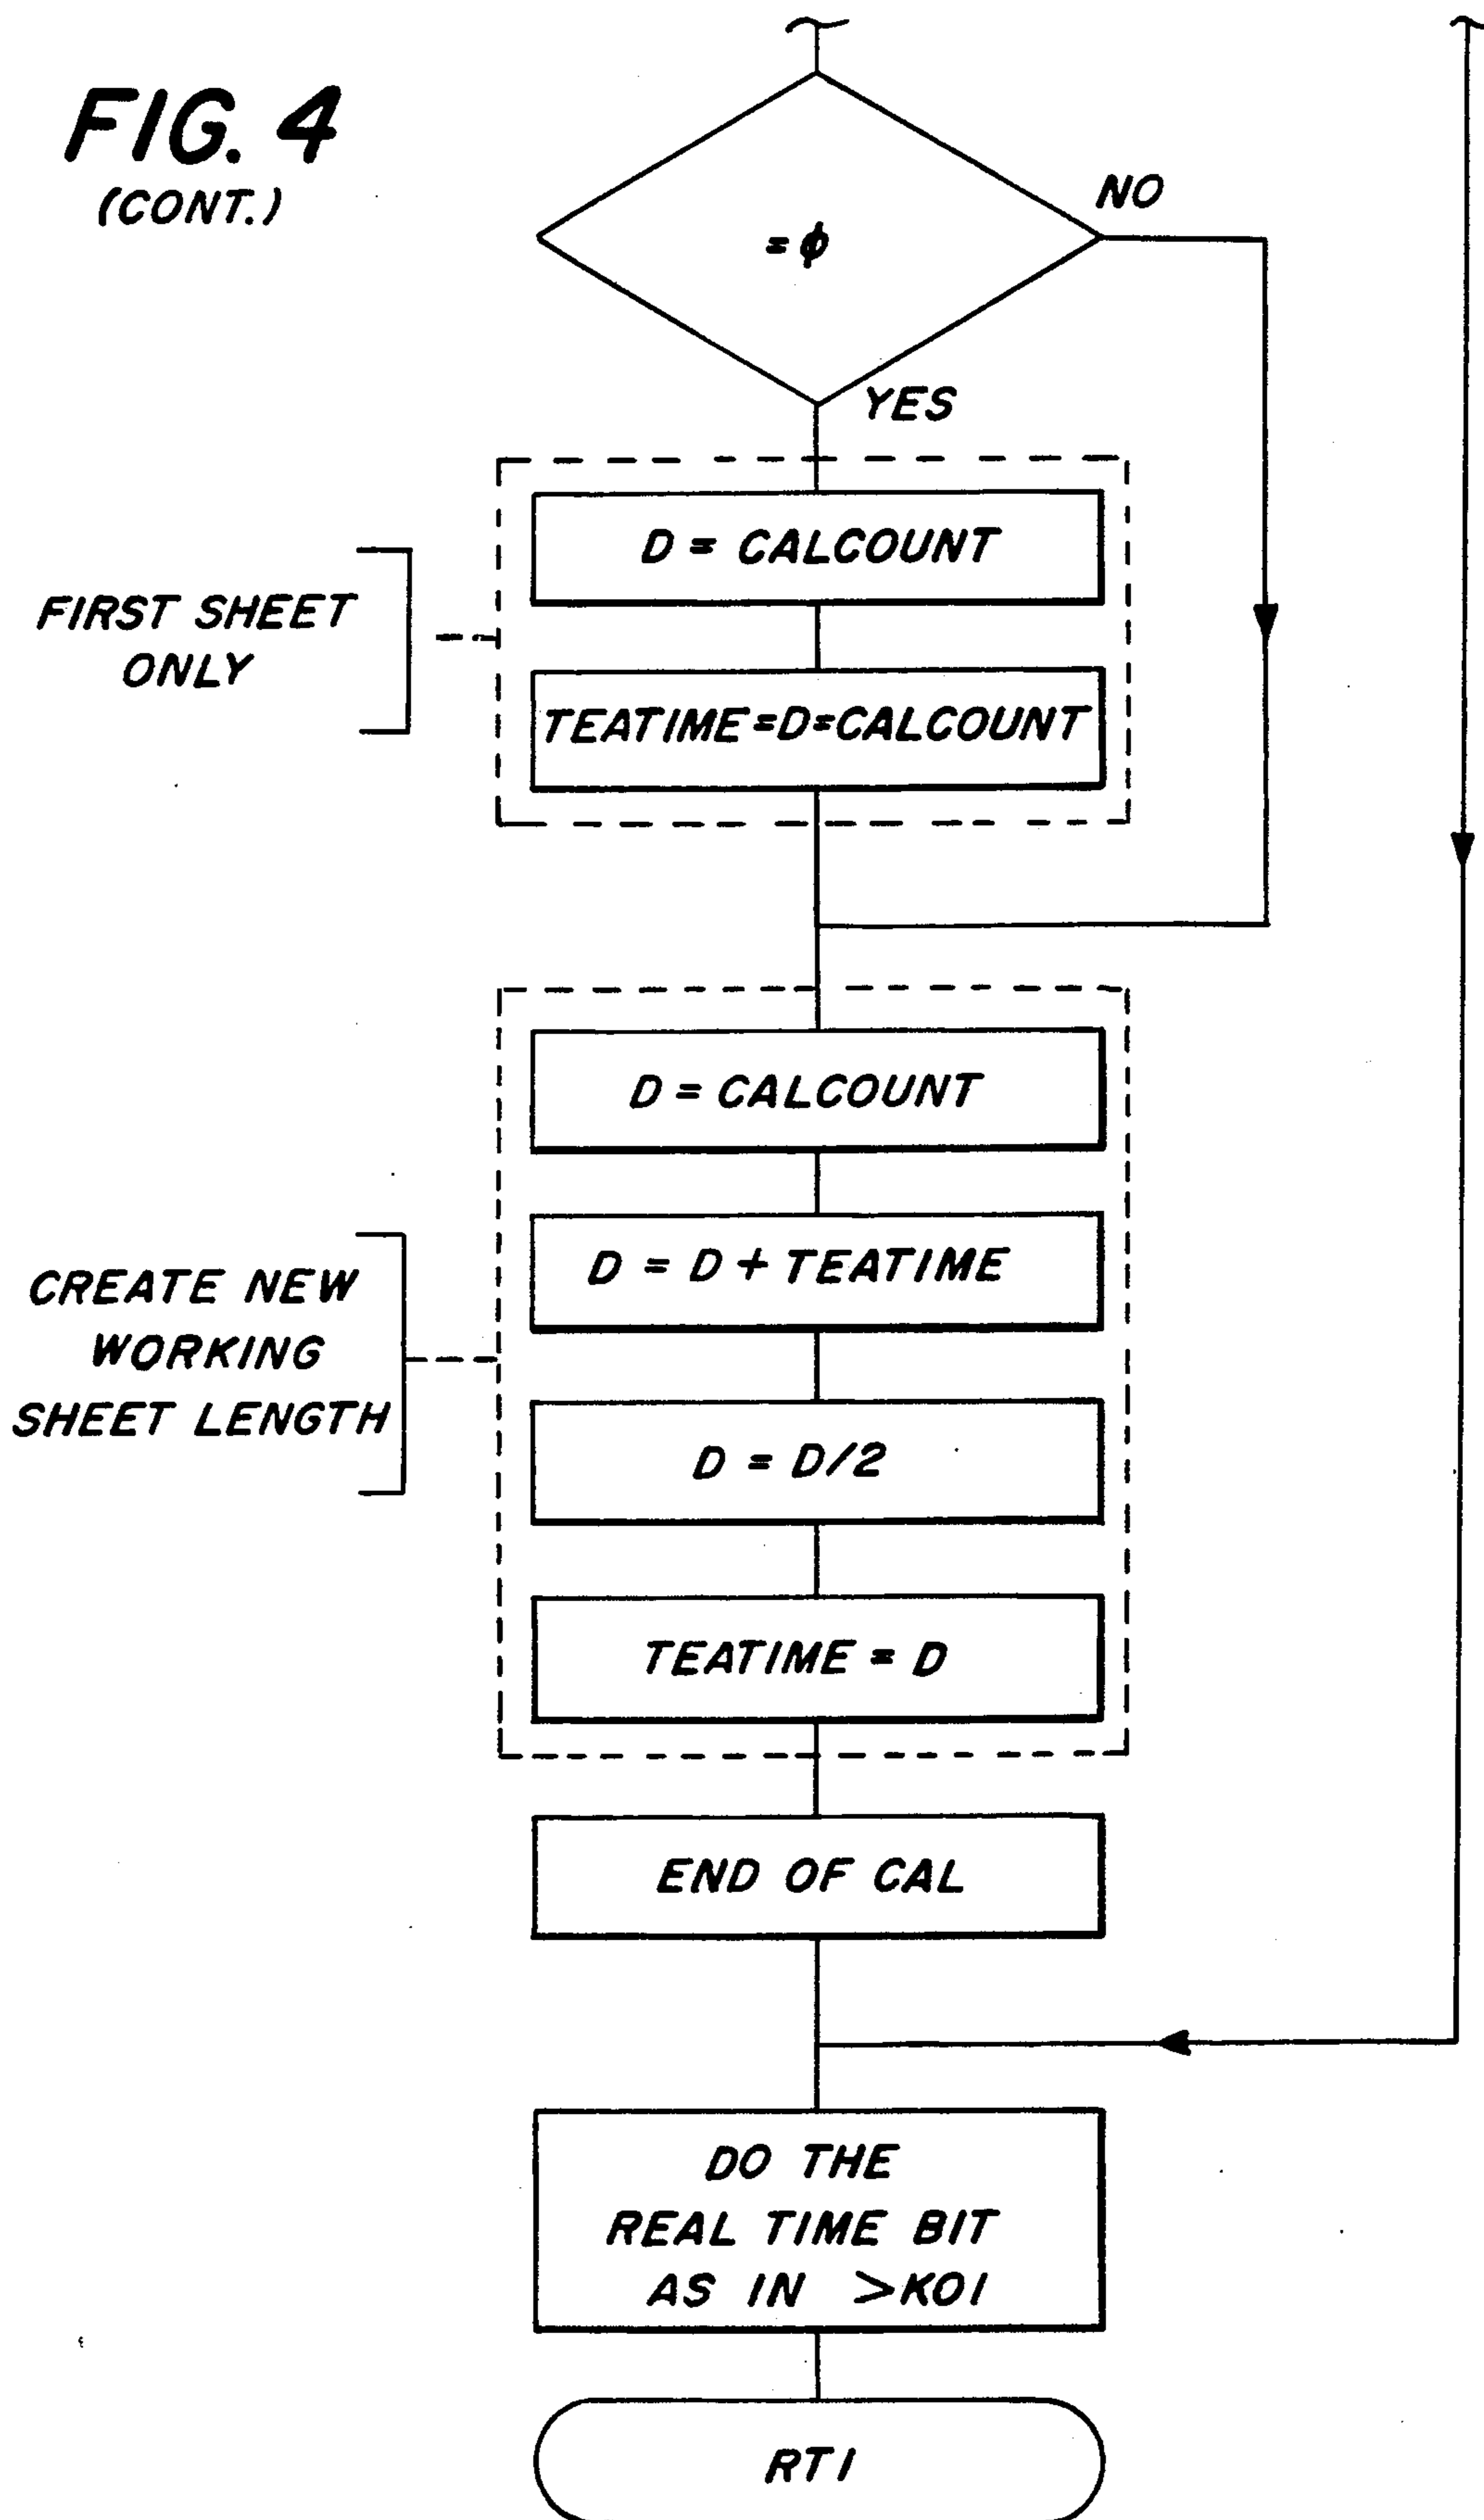 FIG. 4
(CONT.)
= ϕ
NO
YES
D = CALCOUNT
FIRST SHEET
ONLY
TEATIME=D=CALCOUNT
D = CALCOUNT
D = D + TEATIME
CREATE NEW
WORKING
SHEET LENGTH
D = D/2
TEATIME = D
END OF CAL
DO THE
REAL TIME BIT
AS IN >KOI
RTI